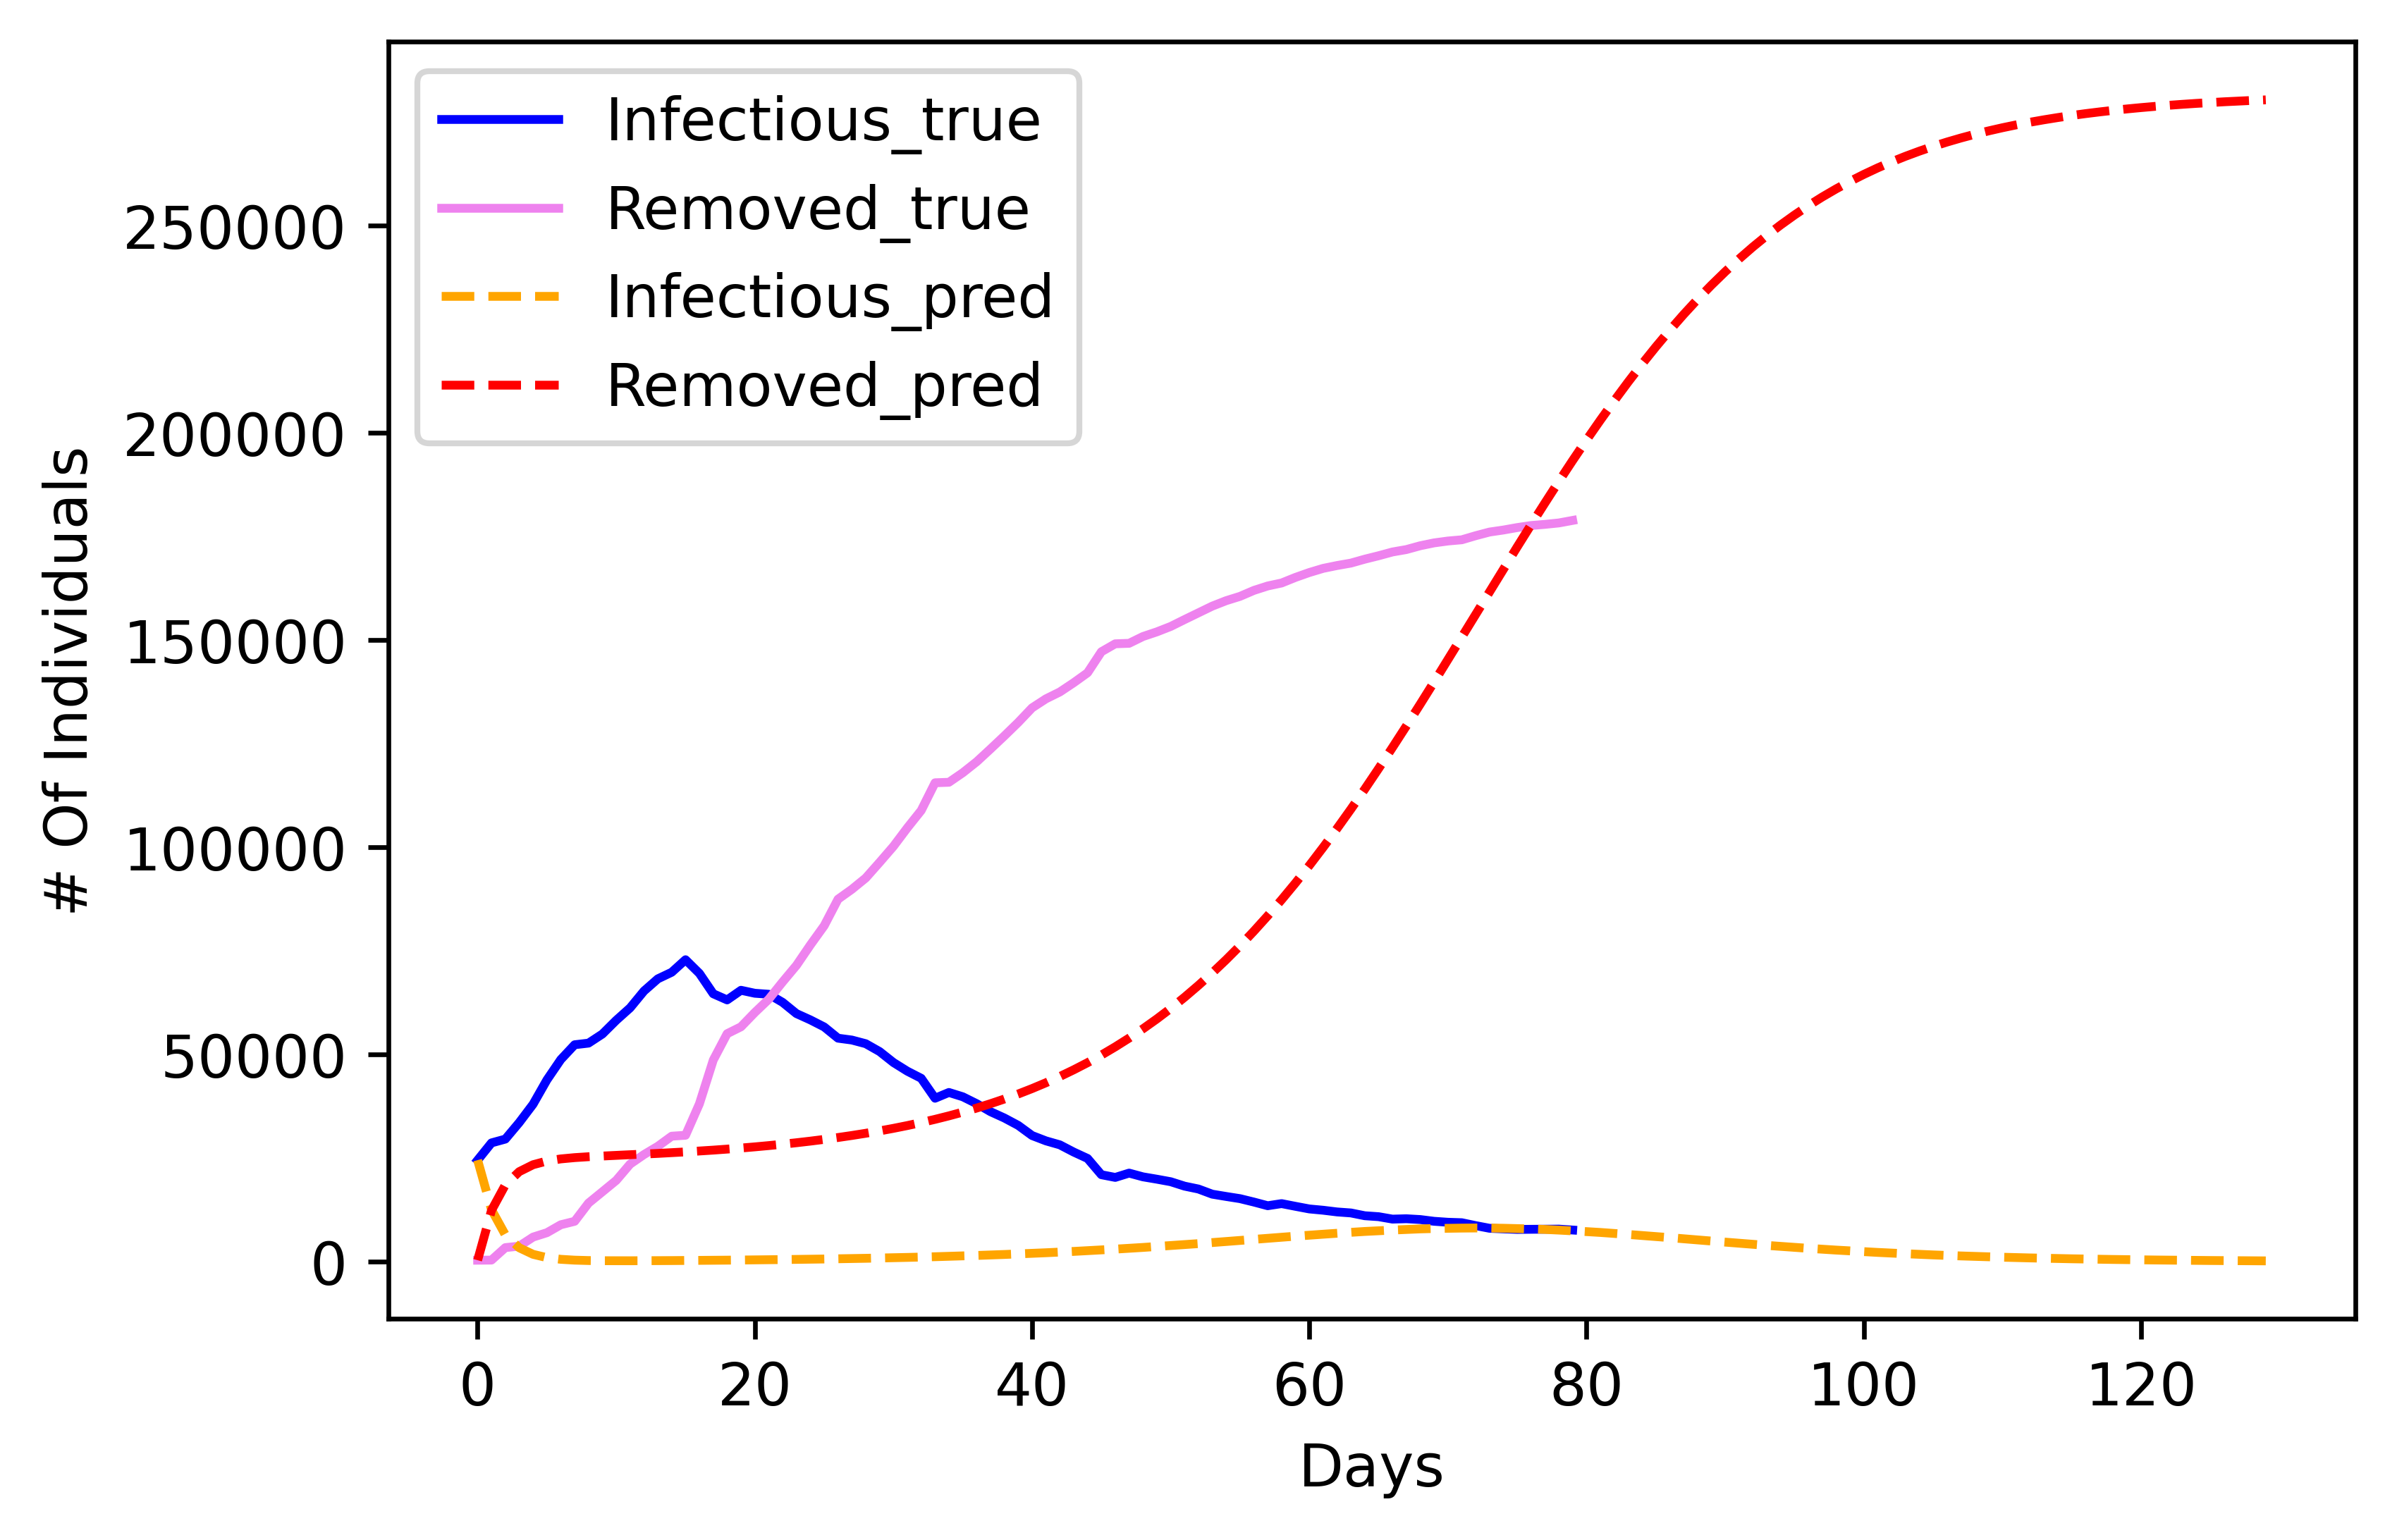 Infectious_true
Removed_true
Infectious_pred
Removed_pred
250000
200000
150000
100000
50000
0
# Of Individuals
0 20 40 60 80 100 120
Days